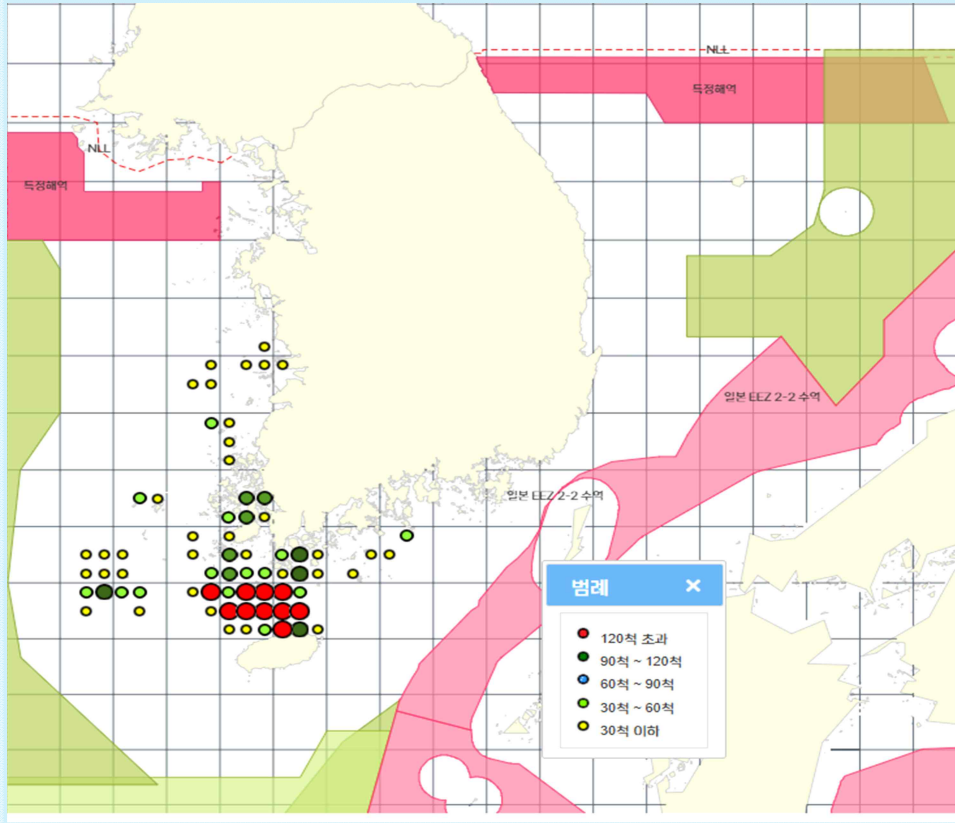 NLL
특정해역
NLL
특정해역
일본 EEZ 2-2 수역
일본 EEZ 2-2 수역
범례 ×
120척 초과
90척 ~ 120척
60척 ~ 90척
30척 ~ 60척
30척 이하